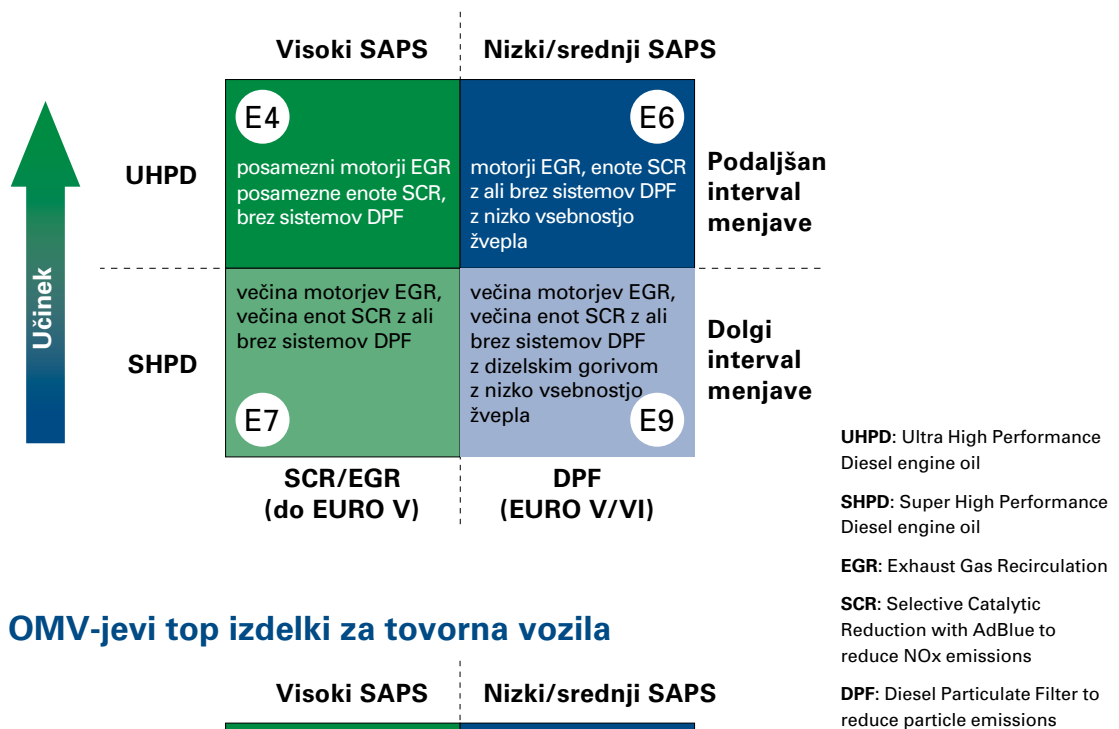 Visoki SAPS
Nizki/srednji SAPS
Učinek
UHPD
E4
posamezni motorji EGR
posamezne enote SCR,
brez sistemov DPF
E6
motorji EGR, enote SCR
z ali brez sistemov DPF
z nizko vsebnostjo
žvepla
Podaljšan
interval
menjave
SHPD
večina motorjev EGR,
večina enot SCR z ali
brez sistemov DPF
E7
večina motorjev EGR,
večina enot SCR z ali
brez sistemov DPF
z dizelskim gorivom
z nizko vsebnostjo
žvepla
E9
Dolgi
interval
menjave
SCR/EGR
(do EURO V)
DPF
(EURO V/VI)
UHPD: Ultra High Performance
Diesel engine oil
SHPD: Super High Performance
Diesel engine oil
EGR: Exhaust Gas Recirculation
SCR: Selective Catalytic
Reduction with AdBlue to
reduce NOx emissions
DPF: Diesel Particulate Filter to
reduce particle emissions
OMV-jevi top izdelki za tovorna vozila
Visoki SAPS
Nizki/srednji SAPS